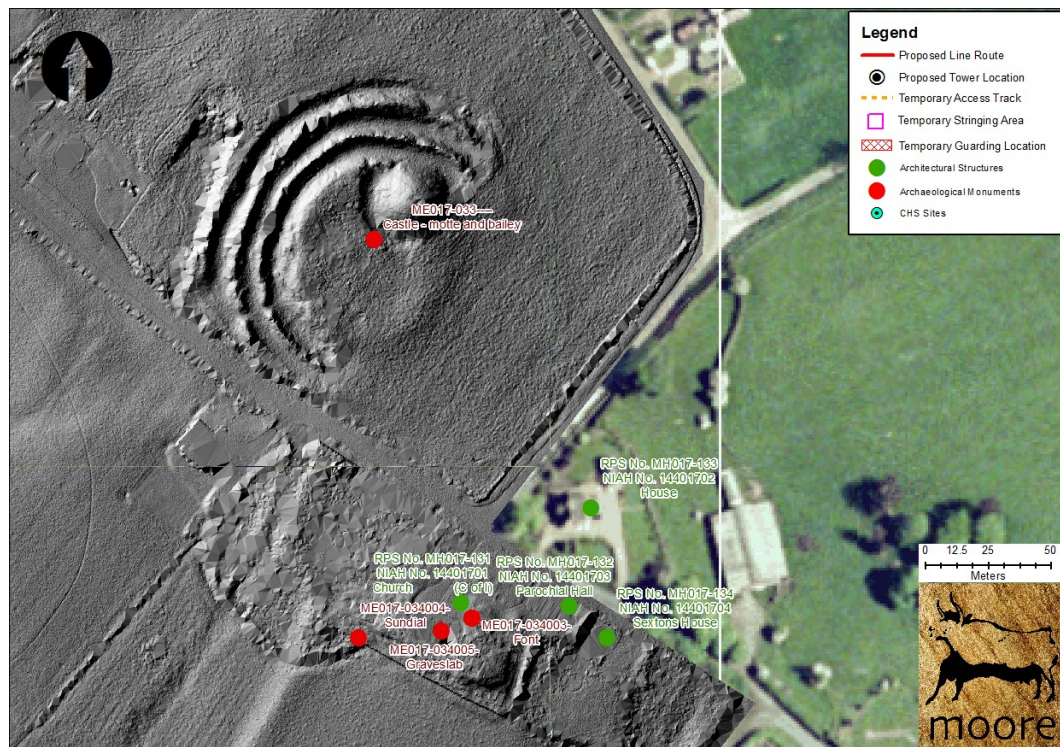 Legend
Proposed Line Route
Proposed Tower Location
Temporary Access Track
Temporary Stringing Area
Temporary Guarding Location
Architectural Structures
Archaeological Monuments
CHS Sites
ME017-033----
Castle - motte and bailey
RPS No. MH017-133
NIAH No. 14401702
House
RPS No. MH017-131
NIAH No. 14401701
Church (C of I)
RPS No. MH017-132
NIAH No. 14401703
Parochial Hall
RPS No. MH017-134
NIAH No. 14401704
Sextons House
ME017-034004-
Sundial
ME017-034003-
Font
ME017-034005-
Graveslab
0 12.5 25 50
Meters
moore